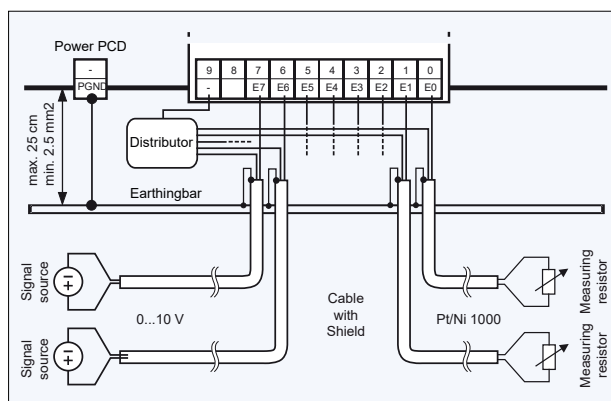 Power PCD
-
PGND
9 8 7 6 5 4 3 2 1 0
- E7 E6 E5 E4 E3 E2 E1 E0
max. 25 cm
min. 2.5 mm2
Distributor
Earthingbar
Signal
source
0...10 V
Cable
with
Shield
Pt/Ni 1000
Measuring
resistor
Signal
source
Measuring
resistor